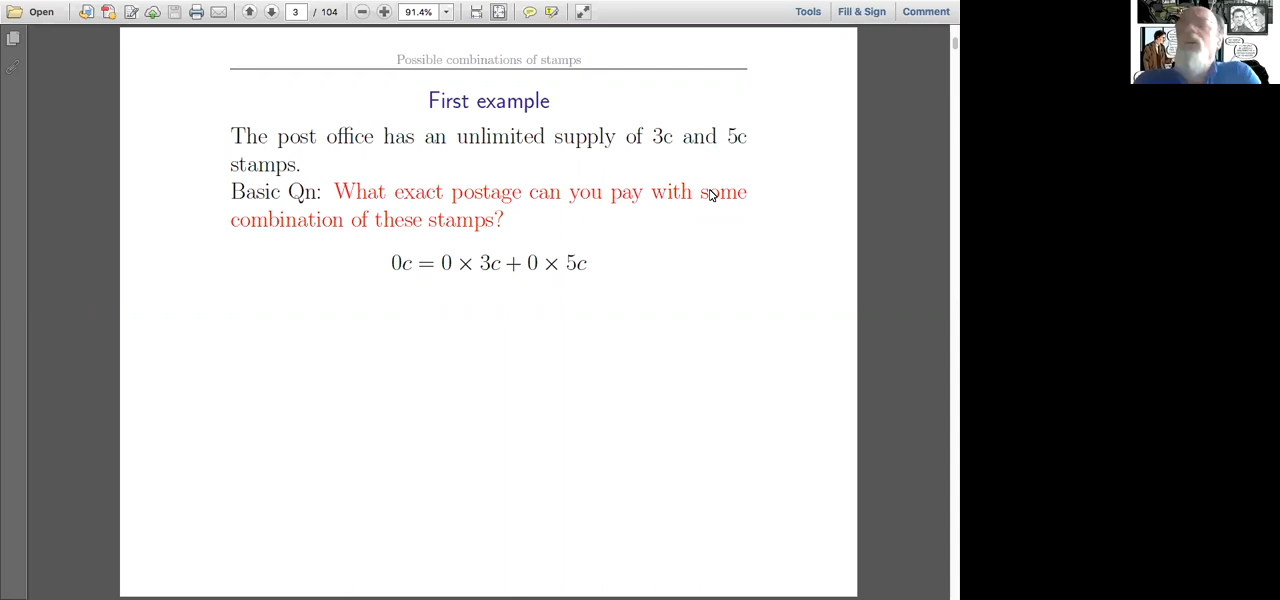 Open 3 / 104 91.4% Tools Fill & Sign Comment
Possible combinations of stamps
First example
The post office has an unlimited supply of 3c and 5c
stamps.
Basic Qn: What exact postage can you pay with some
combination of these stamps?
0c = 0 × 3c + 0 × 5c